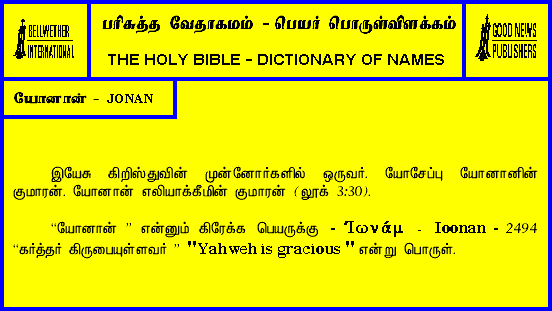 BELLWETHER
INTERNATIONAL
பரிசுத்த வேதாகமம் - பெயர் பொருள்விளக்கம்
THE HOLY BIBLE - DICTIONARY OF NAMES
GOOD NEWS
PUBLISHERS
யோனான் - JONAN
இயேசு கிறிஸ்துவின் முன்னோர்களில் ஒருவர். யோசேப்பு யோனானின்
குமாரன். யோனான் எலியாக்கீமின் குமாரன் (லூக் 3:30).
“யோனான் ” என்னும் கிரேக்க பெயருக்கு - Ἰωνάμ - Ioonan - 2494
“கர்த்தர் கிருபையுள்ளவர் ” "Yahweh is gracious " என்று பொருள்.